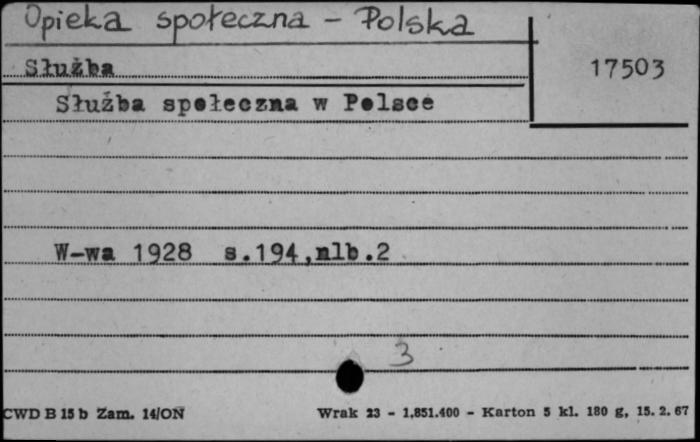 Opieka społeczna - Polska
Służba
17503
Służba społeczna w Polsce
W-wa 1928 s.194,nlb.2
3
CWD B 15 b Zam. 14/ON Wrak 23 - 1,851.400 - Karton 5 kl. 180 g, 15. 2. 67